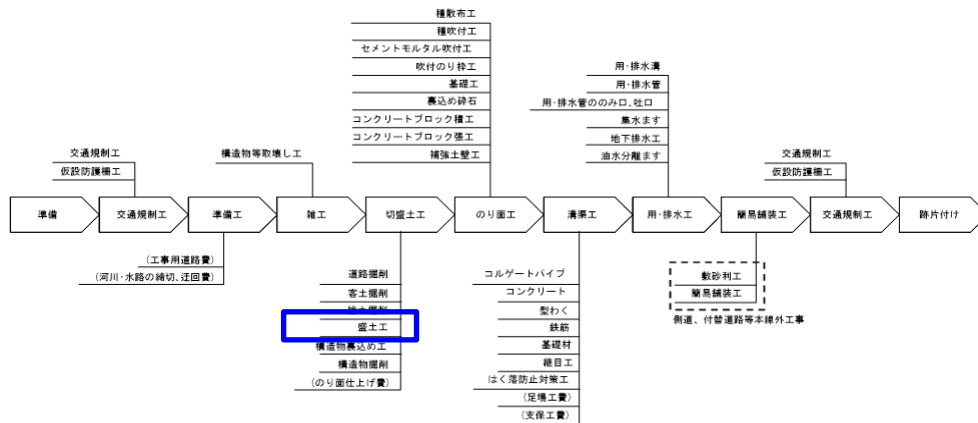 種散布工
種吹付工
セメントモルタル吹付工
吹付のり枠工
基礎工
裏込め砕石
コンクリートブロック積工
コンクリートブロック張工
補強土壁工
用・排水溝
用・排水管
用・排水管ののみ口、吐口
集水ます
地下排水工
油水分離ます
交通規制工
仮設防護柵工
構造物等取壊し工
交通規制工
仮設防護柵工
準備
交通規制工
準備工
雑工
切盛土工
のり面工
溝渠工
用・排水工
簡易舗装工
交通規制工
跡片付け
(工事用道路費)
(河川・水路の締切、迂回費)
道路掘削
客土掘削
盛土工
構造物裏込め工
構造物掘削
(のり面仕上げ費)
コルゲートパイプ
コンクリート
型わく
鉄筋
基礎材
継目工
はく落防止対策工
(足場工費)
(支保工費)
敷砂利工
簡易舗装工
側道、付替道路等本線外工事